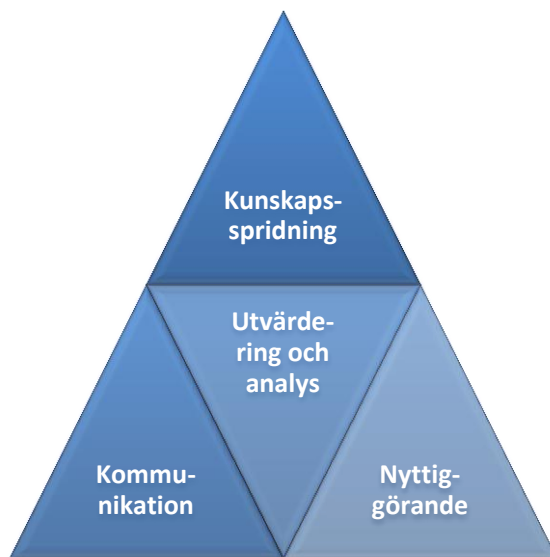 Kunskaps-
spridning
Utvärde-
ring och
analys
Kommu-
nikation
Nyttig-
görande